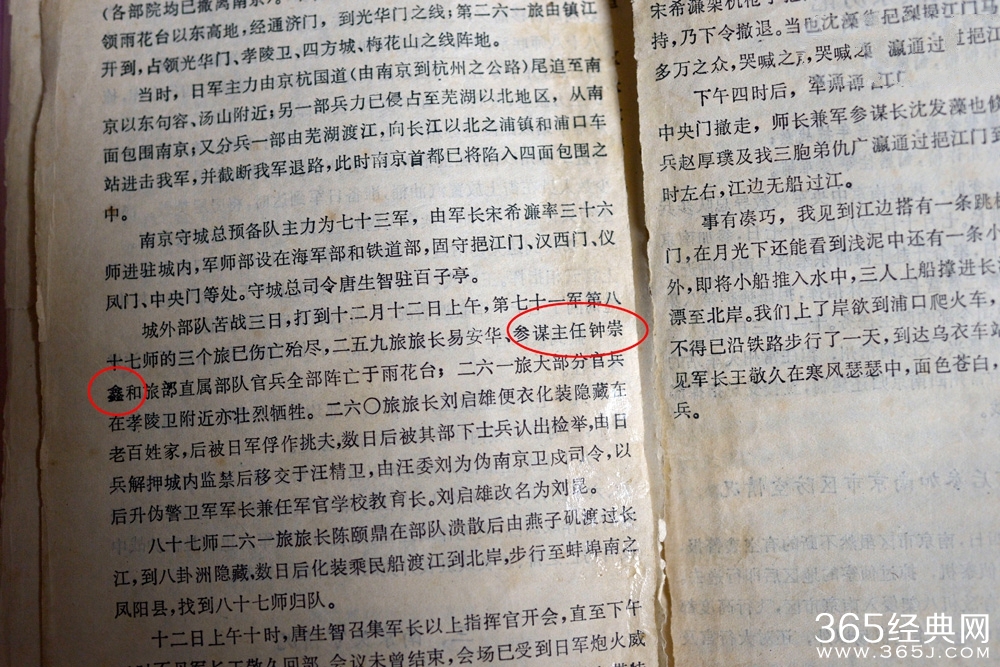 (各部院均已撤离南京)
领雨花台以东高地，经通济门，到光华门之线；第二六一旅由镇江
开到，占领光华门、孝陵卫、四方城、梅花山之线阵地。
当时，日军主力由京杭国道(由南京到杭州之公路)尾追至南
京以东句容、汤山附近；另一部兵力已侵占至芜湖以北地区，从南
面包围南京；又分兵一部由芜湖渡江，向长江以北之浦镇和浦口车
站进击我军，并截断我军退路，此时南京首都已将陷入四面包围之
中。
南京守城总预备队主力为七十三军，由军长宋希濂率三十六
师进驻城内，军师部设在海军部和铁道部，固守挹江门、汉西门、仪
凤门、中央门等处。守城总司令唐生智驻百子亭。
城外部队苦战三日，打到十二月十二日上午，第七十一军第八
十七师的三个旅已伤亡殆尽，二五九旅旅长易安华、参谋主任钟崇
鑫和旅部直属部队官兵全部阵亡于雨花台；二六一旅大部分官兵
在孝陵卫附近亦壮烈牺牲。二六〇旅旅长刘启雄便衣化装隐藏在
老百姓家，后被日军俘作挑夫，数日后被其部下士兵认出检举，由日
兵解押城内监禁后移交于汪精卫，由汪委刘为伪南京卫戍司令，以
后升伪警卫军军长兼任军官学校教育长。刘启雄改名为刘昆。
八十七师二六一旅旅长陈颐鼎在部队溃散后由燕子矶渡过长
江，到八卦洲隐藏，数日后化装乘民船渡江到北岸，步行至蚌埠南之
凤阳县，找到八十七师归队。
十二日上午十时，唐生智召集军长以上指挥官开会，直至下午
军长王敬久回部，会议未曾结束，会场已受到日军炮火威
宋希濂架机枪
持，乃下令撤退。当
多万之众，哭喊之声，哭喊
下午四时后，
中央门撤走，师长兼军参谋长沈发藻也
兵赵厚璞及我三胞弟仇广瀛通过挹江门
时左右，江边无船过江。
事有凑巧，我见到江边搭有一条跳
门，在月光下还能看到浅泥中还有一条小
外，即将小船推入水中，三人上船撑进长
漂至北岸。我们上了岸欲到浦口爬火车，
不得已沿铁路步行了一天，到达乌衣车站
见军长王敬久在寒风瑟瑟中，面色苍白，
兵。
365经典网
WWW.365J.COM